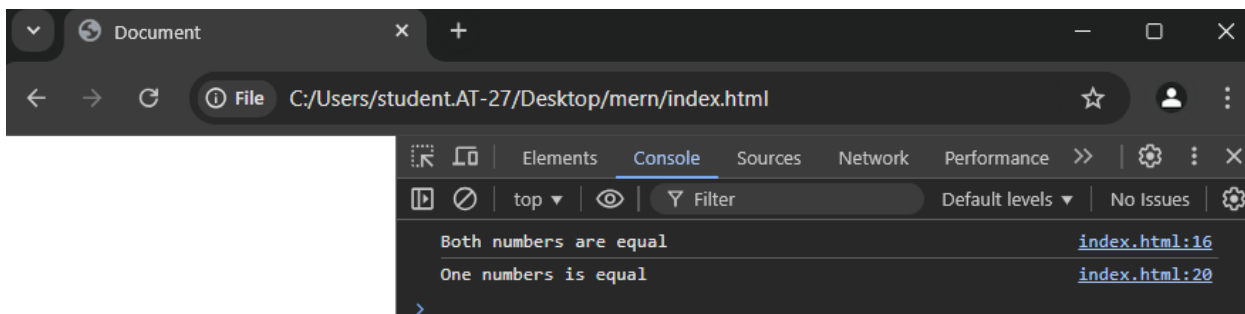 Document
File C:/Users/student.AT-27/Desktop/mern/index.html
Elements Console Sources Network Performance
top Filter Default levels No Issues
Both numbers are equal index.html:16
One numbers is equal index.html:20